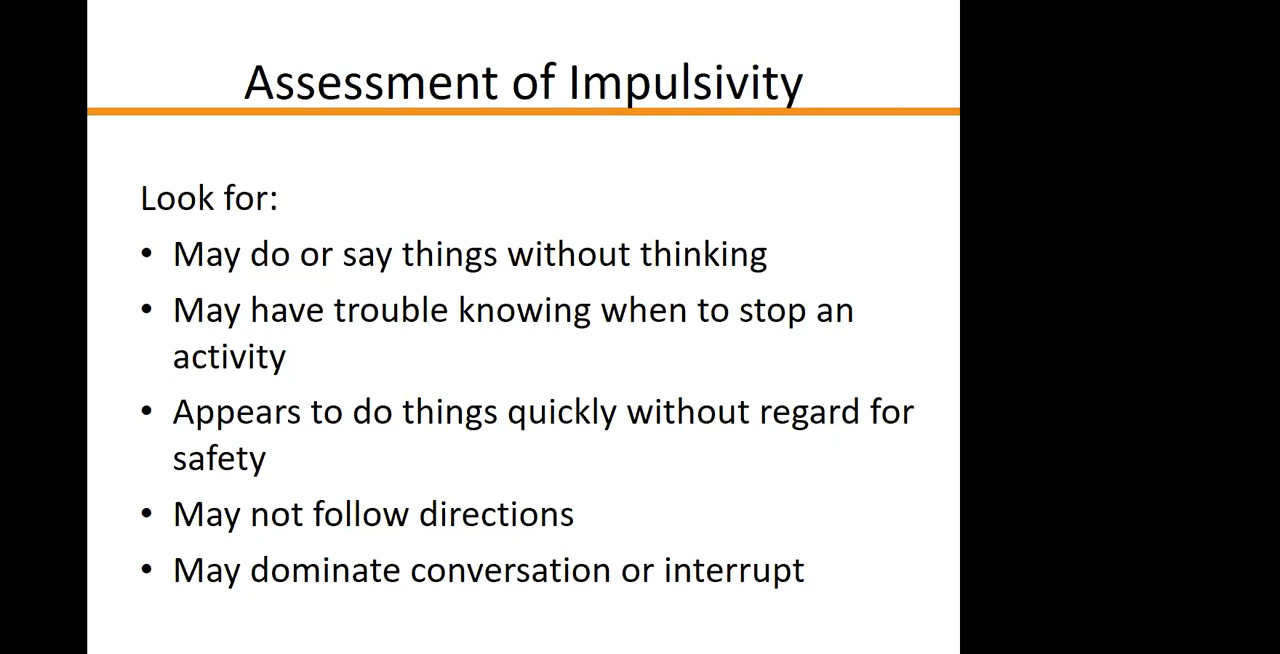 Assessment of Impulsivity
Look for:
• May do or say things without thinking
• May have trouble knowing when to stop an
activity
• Appears to do things quickly without regard for
safety
• May not follow directions
• May dominate conversation or interrupt